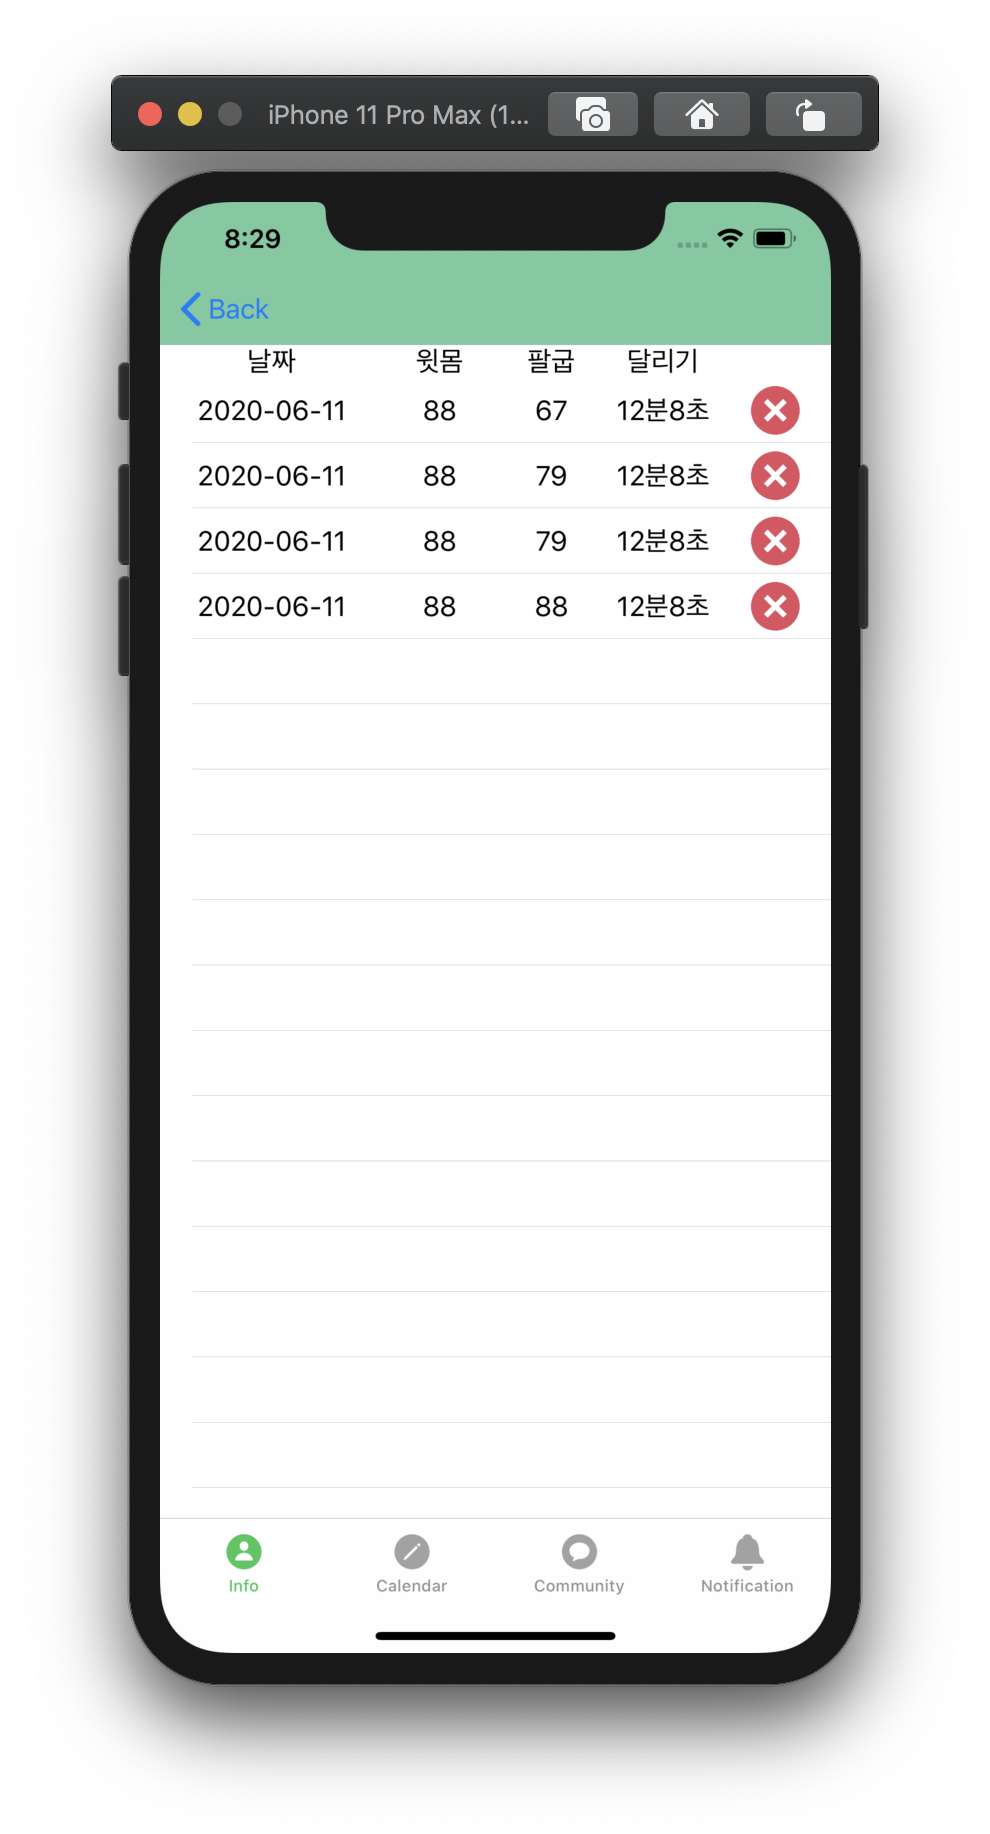 iPhone 11 Pro Max (1...
8:29
Back
날짜 윗몸 팔굽 달리기
2020-06-11 88 67 12분8초
2020-06-11 88 79 12분8초
2020-06-11 88 79 12분8초
2020-06-11 88 88 12분8초
Info Calendar Community Notification